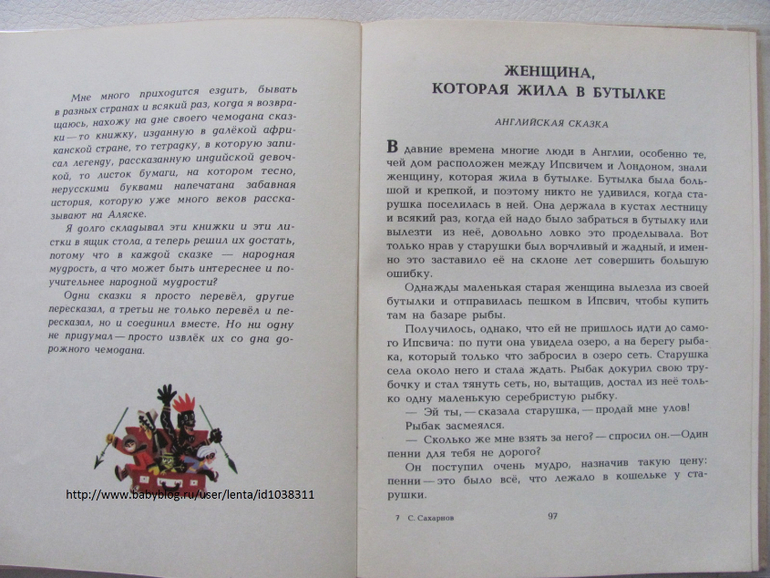 Мне много приходится ездить, бывать
в разных странах и всякий раз, когда я возвра-
щаюсь, нахожу на дне своего чемодана сказ-
ки — то книжку, изданную в далёкой афри-
канской стране, то тетрадку, в которую запи-
сал легенду, рассказанную индийской девоч-
кой, то листок бумаги, на котором тесно,
нерусскими буквами напечатана забавная
история, которую уже много веков расска-
зывают на Аляске.
Я долго складывал эти книжки и эти ли-
стки в ящик стола, а теперь решил их достать,
потому что в каждой сказке — народная
мудрость, а что может быть интереснее и по-
учительнее народной мудрости?
Одни сказки я просто перевёл, другие
пересказал, а третьи не только перевёл и пе-
ресказал, но и соединил вместе. Но ни одну
не придумал — просто извлёк их со дна до-
рожного чемодана.
http://www.babyblog.ru/user/lenta/id1038311
ЖЕНЩИНА,
КОТОРАЯ ЖИЛА В БУТЫЛКЕ
АНГЛИЙСКАЯ СКАЗКА
В давние времена многие люди в Англии, особенно те,
чей дом расположен между Ипсвичем и Лондоном, знали
женщину, которая жила в бутылке. Бутылка была боль-
шой и крепкой, и поэтому никто не удивился, когда ста-
рушка поселилась в ней. Она держала в кустах лестницу
и всякий раз, когда ей надо было забраться в бутылку или
вылезти из неё, довольно ловко это проделывала. Вот
только нрав у старушки был ворчливый и жадный, и имен-
но это заставило её на склоне лет совершить большую
ошибку.
Однажды маленькая старая женщина вылезла из своей
бутылки и отправилась пешком в Ипсвич, чтобы купить
там на базаре рыбы.
Получилось, однако, что ей не пришлось идти до само-
го Ипсвича: по пути она увидела озеро, а на берегу рыба-
ка, который только что забросил в озеро сеть. Старушка
села около него и стала ждать. Рыбак докурил свою тру-
бочку и стал тянуть сеть, но, вытащив, достал из неё толь-
ко одну маленькую серебристую рыбку.
— Эй ты, — сказала старушка, — продай мне улов!
Рыбак засмеялся.
— Сколько же мне взять за него? — спросил он. — Один
пенни для тебя не дорого?
Он поступил очень мудро, назначив такую цену:
пенни — это было всё, что лежало в кошельке у ста-
рушки.
7 С. Сахарнов 97